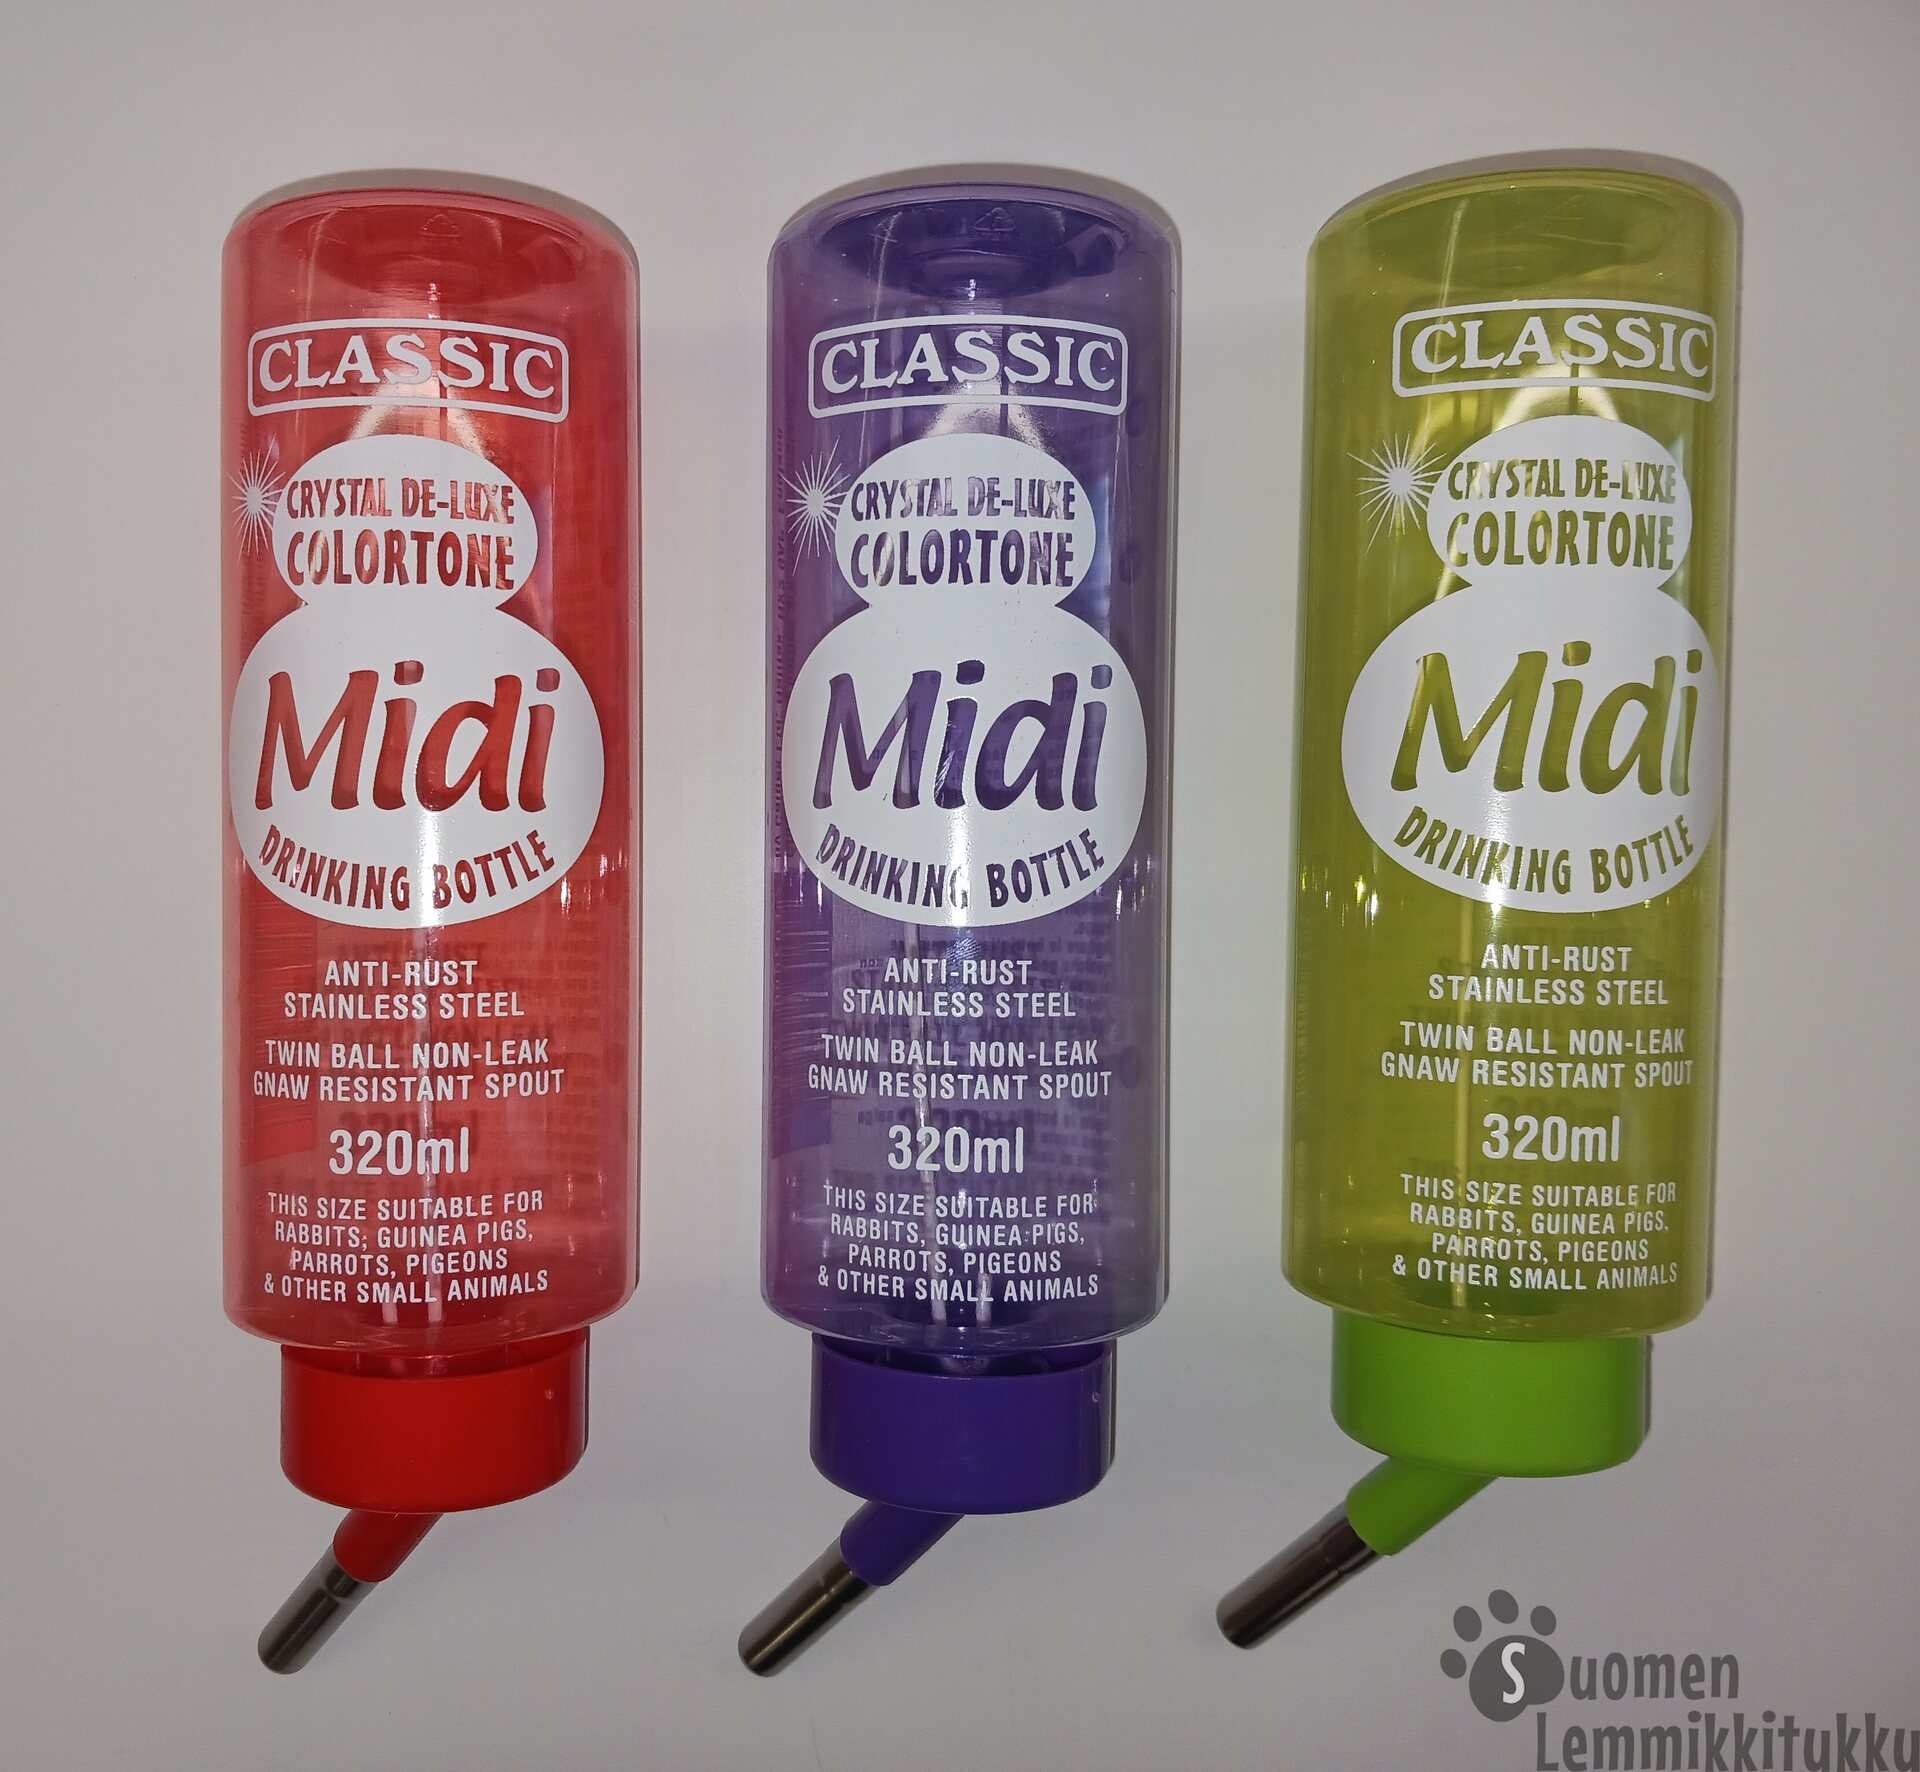 CLASSIC
CRYSTAL DE-LUXE
COLORTONE
Midi
DRINKING BOTTLE
ANTI-RUST
STAINLESS STEEL
TWIN BALL NON-LEAK
GNAW RESISTANT SPOUT
320ml
THIS SIZE SUITABLE FOR
RABBITS, GUINEA PIGS,
PARROTS, PIGEONS
& OTHER SMALL ANIMALS
CLASSIC
CRYSTAL DE-LUXE
COLORTONE
Midi
DRINKING BOTTLE
ANTI-RUST
STAINLESS STEEL
TWIN BALL NON-LEAK
GNAW RESISTANT SPOUT
320ml
THIS SIZE SUITABLE FOR
RABBITS, GUINEA PIGS,
PARROTS, PIGEONS
& OTHER SMALL ANIMALS
CLASSIC
CRYSTAL DE-LUXE
COLORTONE
Midi
DRINKING BOTTLE
ANTI-RUST
STAINLESS STEEL
TWIN BALL NON-LEAK
GNAW RESISTANT SPOUT
320ml
THIS SIZE SUITABLE FOR
RABBITS, GUINEA PIGS,
PARROTS, PIGEONS
& OTHER SMALL ANIMALS
Suomen
Lemmikkitukku